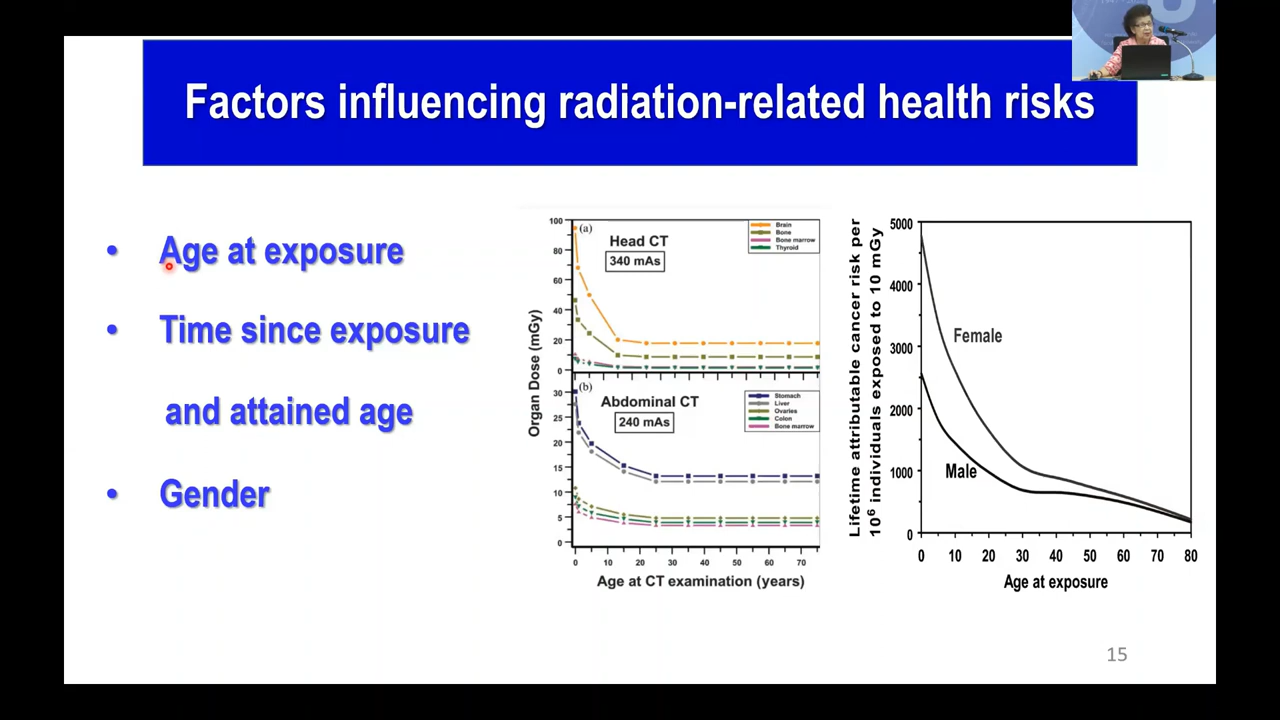 Factors influencing radiation-related health risks
• Age at exposure
• Time since exposure
and attained age
• Gender
Organ Dose (mGy)
(a)
Head CT
340 mAs
Brain
Bone
Bone marrow
Thyroid
100
80
60
40
20
0
(b)
Abdominal CT
240 mAs
Stomach
Liver
Ovaries
Colon
Bone marrow
30
25
20
15
10
5
0
0 10 20 30 40 50 60 70
Age at CT examination (years)
Lifetime attributable cancer risk per
10⁶ individuals exposed to 10 mGy
5000
4000
3000
2000
1000
0
Female
Male
0 10 20 30 40 50 60 70 80
Age at exposure
15